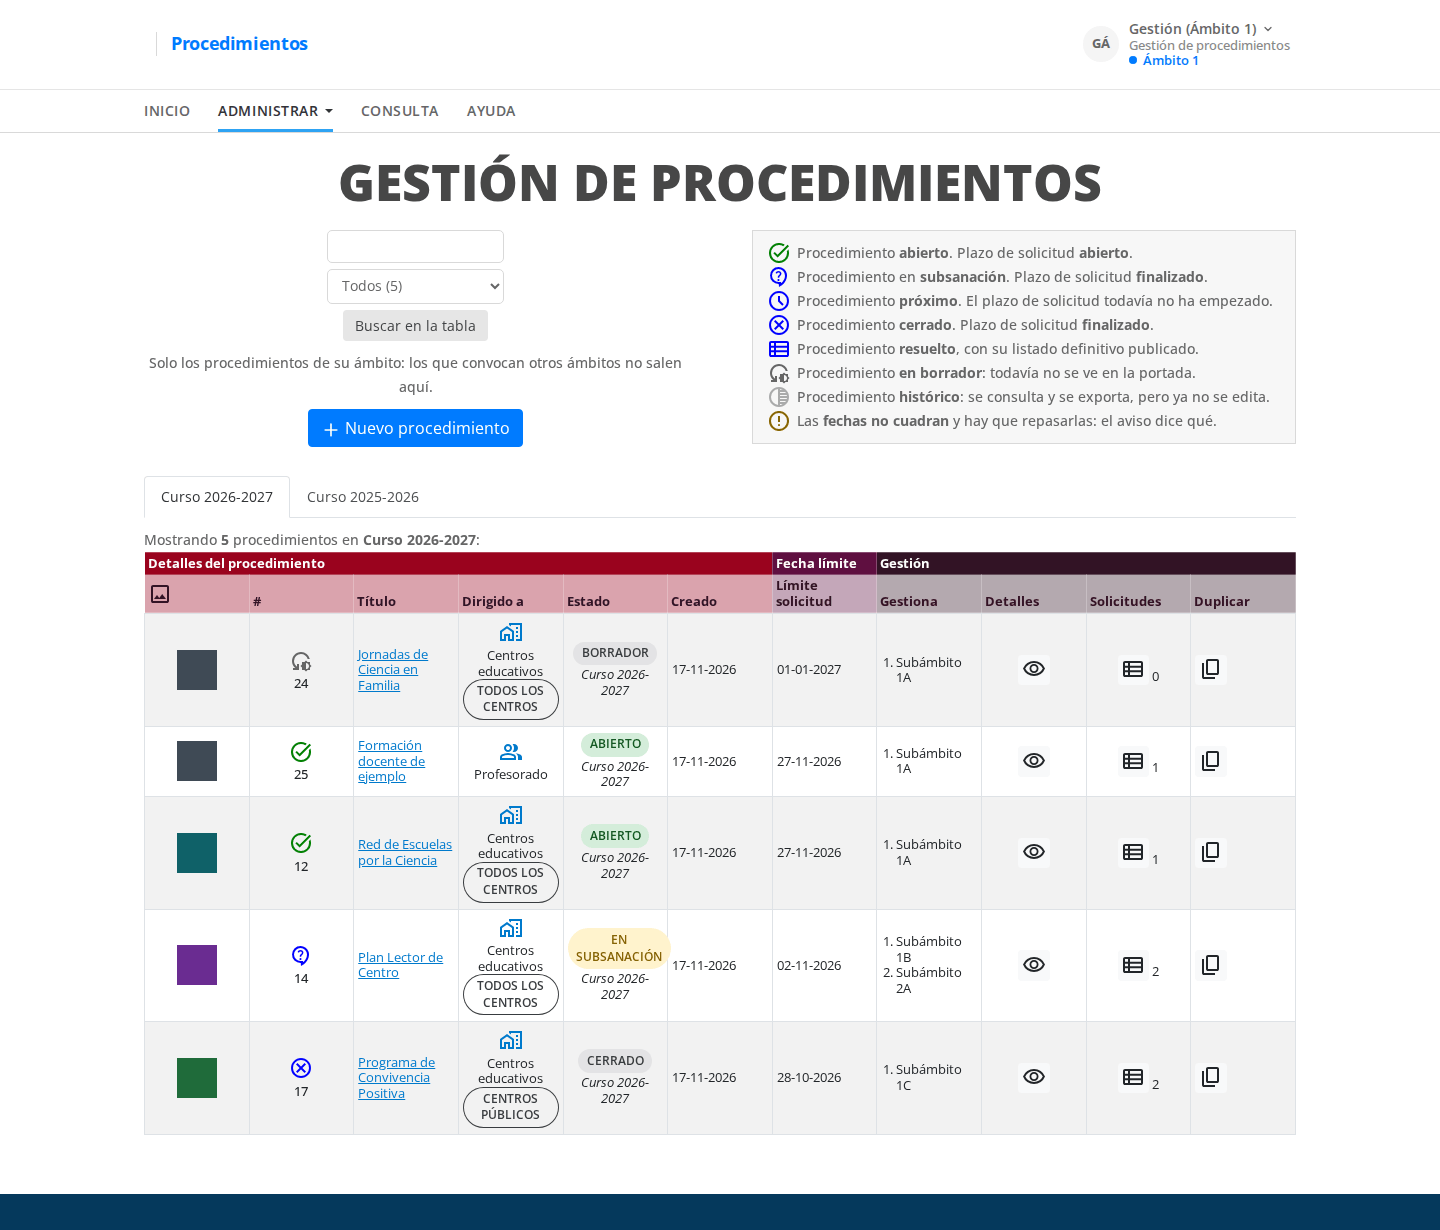 Procedimientos
GÁ
Gestión (Ámbito 1)
Gestión de procedimientos
Ámbito 1
INICIO
ADMINISTRAR
CONSULTA
AYUDA
GESTIÓN DE PROCEDIMIENTOS
Todos (5)
Buscar en la tabla
Solo los procedimientos de su ámbito: los que convocan otros ámbitos no salen
aquí.
Nuevo procedimiento
Procedimiento abierto. Plazo de solicitud abierto.
Procedimiento en subsanación. Plazo de solicitud finalizado.
Procedimiento próximo. El plazo de solicitud todavía no ha empezado.
Procedimiento cerrado. Plazo de solicitud finalizado.
Procedimiento resuelto, con su listado definitivo publicado.
Procedimiento en borrador: todavía no se ve en la portada.
Procedimiento histórico: se consulta y se exporta, pero ya no se edita.
Las fechas no cuadran y hay que repasarlas: el aviso dice qué.
Curso 2026-2027
Curso 2025-2026
Mostrando 5 procedimientos en Curso 2026-2027:
Detalles del procedimiento
Fecha límite
Gestión
#
Título
Dirigido a
Estado
Creado
Límite
solicitud
Gestiona
Detalles
Solicitudes
Duplicar
24
Jornadas de
Ciencia en
Familia
Centros
educativos
TODOS LOS
CENTROS
BORRADOR
Curso 2026-
2027
17-11-2026
01-01-2027
1. Subámbito
1A
0
25
Formación
docente de
ejemplo
Profesorado
ABIERTO
Curso 2026-
2027
17-11-2026
27-11-2026
1. Subámbito
1A
1
12
Red de Escuelas
por la Ciencia
Centros
educativos
TODOS LOS
CENTROS
ABIERTO
Curso 2026-
2027
17-11-2026
27-11-2026
1. Subámbito
1A
1
14
Plan Lector de
Centro
Centros
educativos
TODOS LOS
CENTROS
EN
SUBSANACIÓN
Curso 2026-
2027
17-11-2026
02-11-2026
1. Subámbito
1B
2. Subámbito
2A
2
17
Programa de
Convivencia
Positiva
Centros
educativos
CENTROS
PÚBLICOS
CERRADO
Curso 2026-
2027
17-11-2026
28-10-2026
1. Subámbito
1C
2